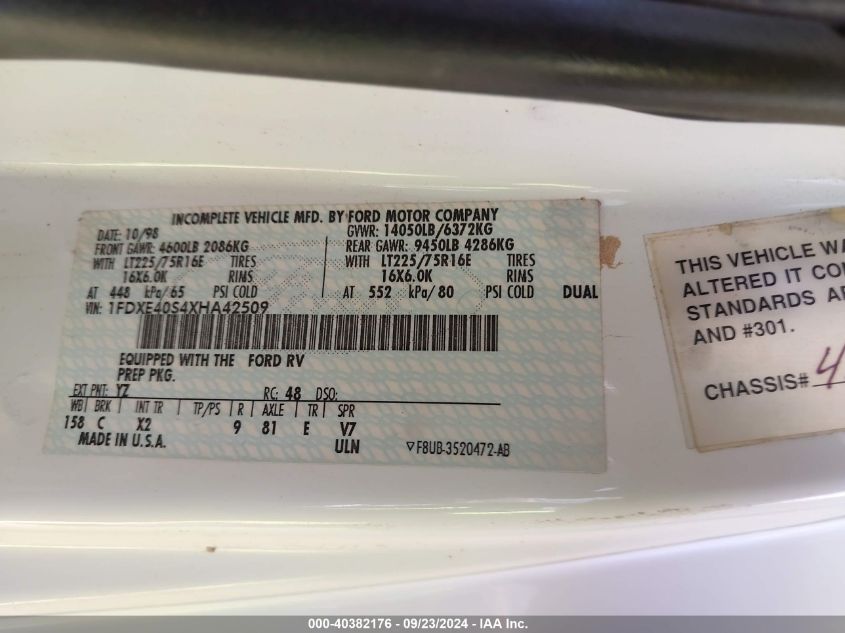 INCOMPLETE VEHICLE MFD. BY FORD MOTOR COMPANY
DATE: 10/98 GVWR: 14050LB/6372KG
FRONT GAWR: 4600LB 2086KG REAR GAWR: 9450LB 4286KG
WITH LT225/75R16E TIRES WITH LT225/75R16E TIRES
16X6.0K RIMS 16X6.0K RIMS
AT 448 kPa/65 PSI COLD AT 552 kPa/80 PSI COLD DUAL
VIN: 1FDXE40S4XHA42509
EQUIPPED WITH THE FORD RV
PREP PKG.
EXT PNT: YZ RC: 48 DSO:
WB BRK INT TR TP/PS R AXLE TR SPR
158 C X2 9 81 E V7
MADE IN U.S.A. ULN ▽F8UB-3520472-AB
THIS VEHICLE WA
ALTERED IT CO
STANDARDS
AND #301.
CHASSIS# 4
000-40382176 - 09/23/2024 - IAA Inc.